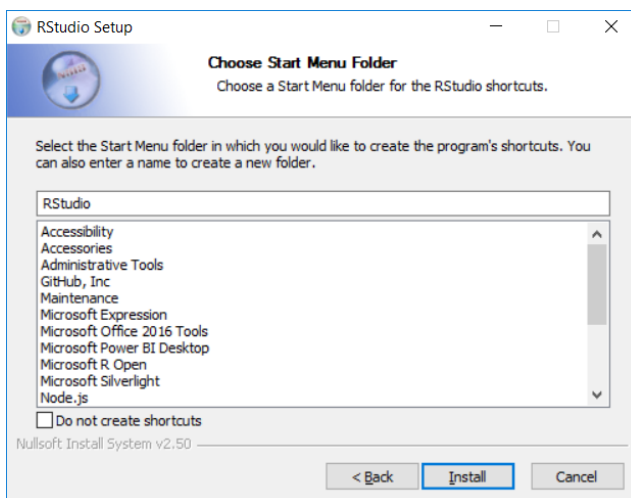 RStudio Setup
Choose Start Menu Folder
Choose a Start Menu folder for the RStudio shortcuts.
Select the Start Menu folder in which you would like to create the program's shortcuts. You
can also enter a name to create a new folder.
RStudio
Accessibility
Accessories
Administrative Tools
GitHub, Inc
Maintenance
Microsoft Expression
Microsoft Office 2016 Tools
Microsoft Power BI Desktop
Microsoft R Open
Microsoft Silverlight
Node.js
Do not create shortcuts
Nullsoft Install System v2.50
< Back
Install
Cancel